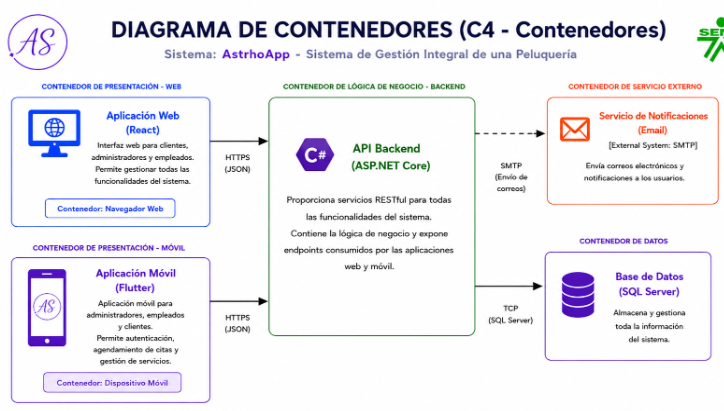 AS
DIAGRAMA DE CONTENEDORES (C4 - Contenedores)
Sistema: AstrhoApp - Sistema de Gestión Integral de una Peluquería
CONTENEDOR DE PRESENTACIÓN - WEB
Aplicación Web
(React)
Interfaz web para clientes,
administradores y empleados.
Permite gestionar todas las
funcionalidades del sistema.
Contenedor: Navegador Web
HTTPS
(JSON)
CONTENEDOR DE PRESENTACIÓN - MÓVIL
AS
Aplicación Móvil
(Flutter)
Aplicación móvil para
administradores, empleados
y clientes.
Permite autenticación,
agendamiento de citas y
gestión de servicios.
Contenedor: Dispositivo Móvil
HTTPS
(JSON)
CONTENEDOR DE LÓGICA DE NEGOCIO - BACKEND
C#
API Backend
(ASP.NET Core)
Proporciona servicios RESTful para todas
las funcionalidades del sistema.
Contiene la lógica de negocio y expone
endpoints consumidos por las aplicaciones
web y móvil.
SMTP
(Envío de
correos)
CONTENEDOR DE SERVICIO EXTERNO
Servicio de Notificaciones
(Email)
[External System: SMTP]
Envía correos electrónicos y
notificaciones a los usuarios.
TCP
(SQL Server)
CONTENEDOR DE DATOS
Base de Datos
(SQL Server)
Almacena y gestiona
toda la información
del sistema.